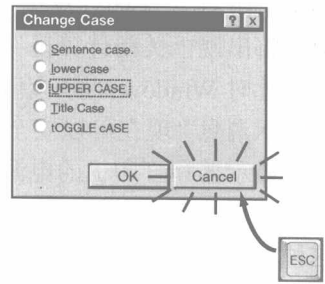 Change Case ? X
Sentence case.
lower case
UPPER CASE
Title Case
tOGGLE cASE
OK Cancel
ESC